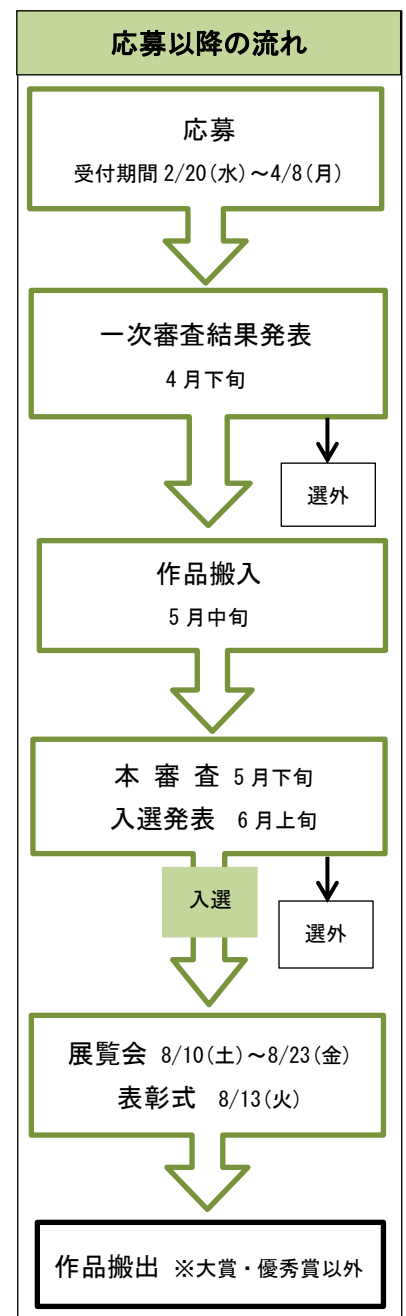 応募以降の流れ
応募
受付期間 2/20(水)～4/8(月)
一次審査結果発表
4月下旬
選外
作品搬入
5月中旬
本 審 査 5月下旬
入選発表 6月上旬
入選
選外
展覧会 8/10(土)～8/23(金)
表彰式 8/13(火)
作品搬出 ※大賞・優秀賞以外